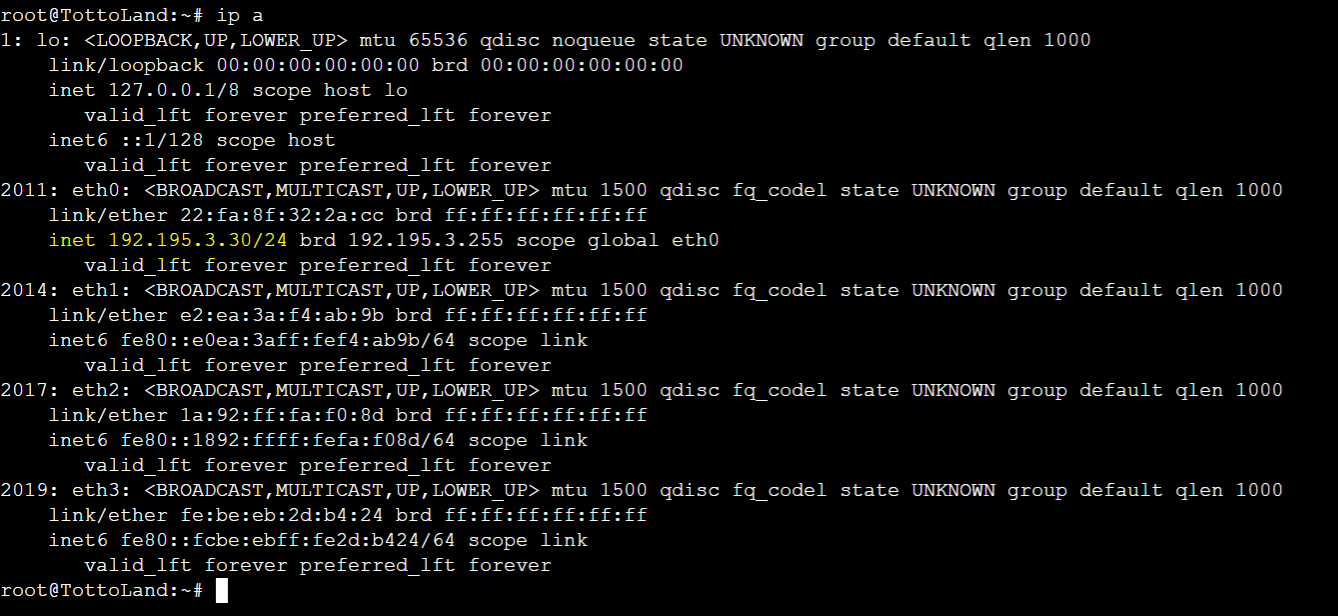 root@TottoLand:~# ip a
1: lo: <LOOPBACK,UP,LOWER_UP> mtu 65536 qdisc noqueue state UNKNOWN group default qlen 1000
    link/loopback 00:00:00:00:00:00 brd 00:00:00:00:00:00
    inet 127.0.0.1/8 scope host lo
       valid_lft forever preferred_lft forever
    inet6 ::1/128 scope host
       valid_lft forever preferred_lft forever
2011: eth0: <BROADCAST,MULTICAST,UP,LOWER_UP> mtu 1500 qdisc fq_codel state UNKNOWN group default qlen 1000
    link/ether 22:fa:8f:32:2a:cc brd ff:ff:ff:ff:ff:ff
    inet 192.195.3.30/24 brd 192.195.3.255 scope global eth0
       valid_lft forever preferred_lft forever
2014: eth1: <BROADCAST,MULTICAST,UP,LOWER_UP> mtu 1500 qdisc fq_codel state UNKNOWN group default qlen 1000
    link/ether e2:ea:3a:f4:ab:9b brd ff:ff:ff:ff:ff:ff
    inet6 fe80::e0ea:3aff:fef4:ab9b/64 scope link
       valid_lft forever preferred_lft forever
2017: eth2: <BROADCAST,MULTICAST,UP,LOWER_UP> mtu 1500 qdisc fq_codel state UNKNOWN group default qlen 1000
    link/ether 1a:92:ff:fa:f0:8d brd ff:ff:ff:ff:ff:ff
    inet6 fe80::1892:ffff:fefa:f08d/64 scope link
       valid_lft forever preferred_lft forever
2019: eth3: <BROADCAST,MULTICAST,UP,LOWER_UP> mtu 1500 qdisc fq_codel state UNKNOWN group default qlen 1000
    link/ether fe:be:eb:2d:b4:24 brd ff:ff:ff:ff:ff:ff
    inet6 fe80::fcbe:ebff:fe2d:b424/64 scope link
       valid_lft forever preferred_lft forever
root@TottoLand:~#